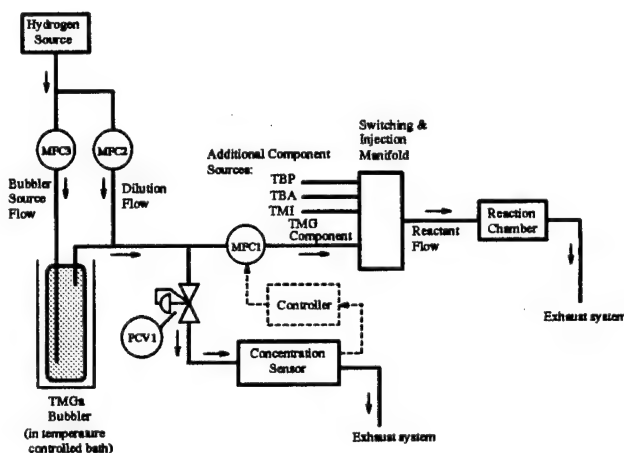 Hydrogen
Source
MFC3
MFC2
Bubbler
Source
Flow
Dilution
Flow
Additional Component
Sources:
TBP
TBA
TMI
TMG
Component
Switching &
Injection
Manifold
MFC1
Reactant
Flow
Reaction
Chamber
Exhaust system
Controller
PCV1
Concentration
Sensor
Exhaust system
TMGa
Bubbler
(in temperature
controlled bath)